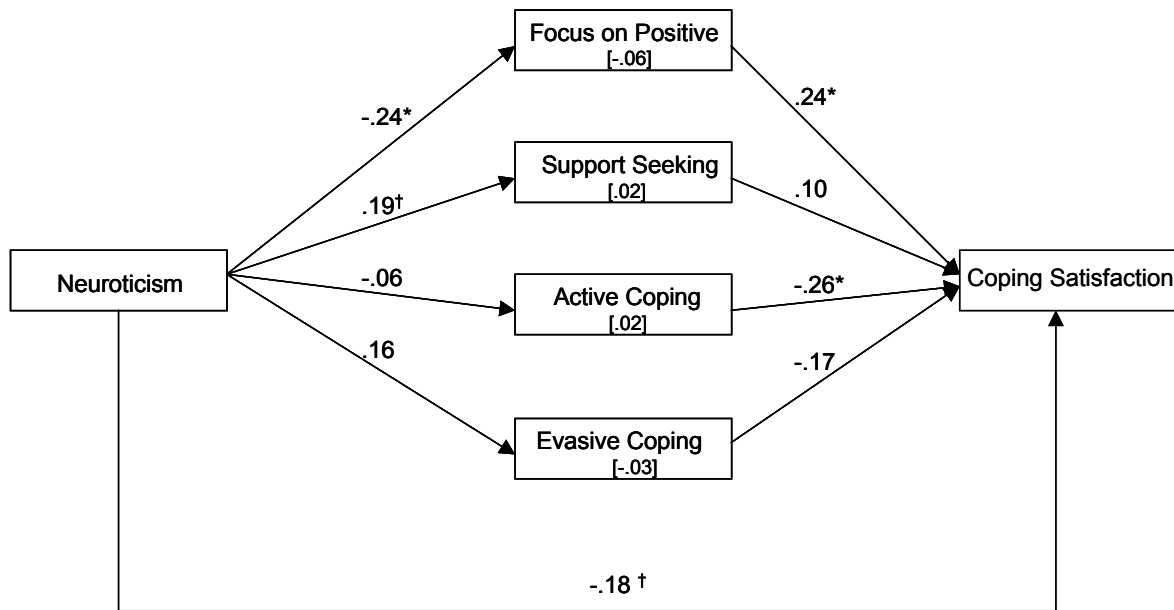 Focus on Positive
[-.06]
-.24*
.24*
Support Seeking
[.02]
.19†
.10
Neuroticism
Coping Satisfaction
-.06
Active Coping
[.02]
-.26*
.16
-.17
Evasive Coping
[-.03]
-.18 †